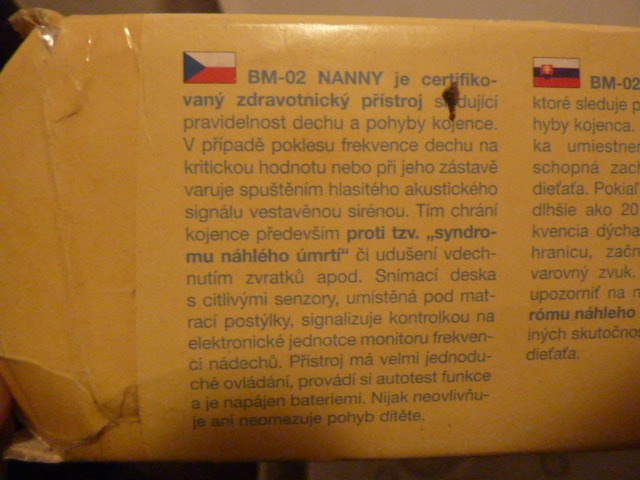 BM-02 NANNY je certifiko-
vaný zdravotnický přístroj sledující
pravidelnost dechu a pohyby kojence.
V případě poklesu frekvence dechu na
kritickou hodnotu nebo při jeho zástavě
varuje spuštěním hlasitého akustického
signálu vestavěnou sirénou. Tím chrání
kojence především proti tzv. „syndro-
mu náhlého úmrtí“ či udušení vdech-
nutím zvratků apod. Snímací deska
s citlivými senzory, umístěná pod mat-
rací postýlky, signalizuje kontrolkou na
elektronické jednotce monitoru frekven-
ci nádechů. Přístroj má velmi jednodu-
ché ovládání, provádí si autotest funkce
a je napájen bateriemi. Nijak neovlivňu-
je ani neomezuje pohyb dítěte.
BM-02
ktoré sleduje p
hyby kojenca.
ka umiestnen
schopná zach
dieťaťa. Pokiaľ
dlhšie ako 20
kvencia dýcha
hranicu, začn
varovný zvuk.
upozorniť na n
rómu náhleho
iných skutočnos
dieťaťa.